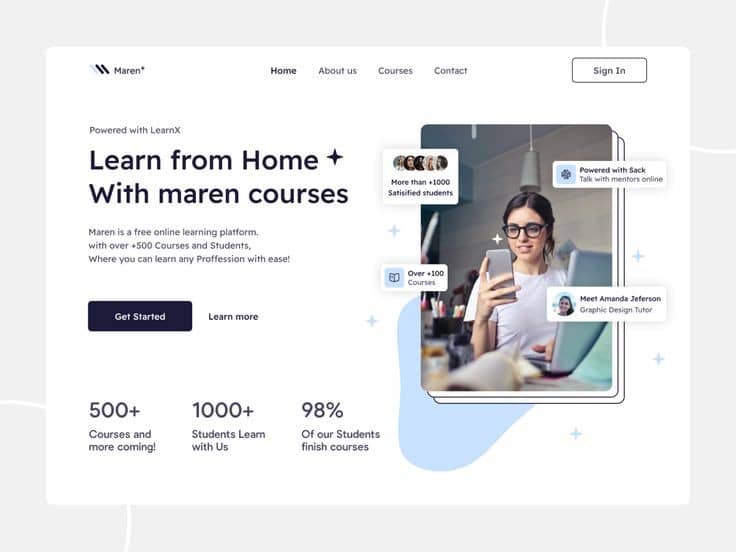 Maren
Home
About us
Courses
Contact
Sign In
Powered with LearnX
Learn from Home
With maren courses
Maren is a free online learning platform.
with over +500 Courses and Students,
Where you can learn any Proffession with ease!
Get Started
Learn more
500+
Courses and
more coming!
1000+
Students Learn
with Us
98%
Of our Students
finish courses
More than +1000
Satisified students
Powered with Sack
Talk with mentors online
Over +100
Courses
Meet Amanda Jeferson
Graphic Design Tutor